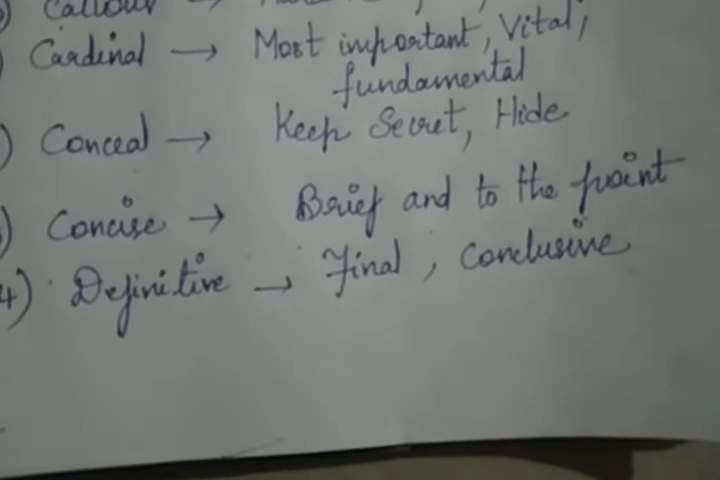 Callous →
Cardinal → Most important, Vital,
fundamental
) Conceal → Keep Secret, Hide
) Concise → Brief and to the point
4) Definitive → Final, Conclusive